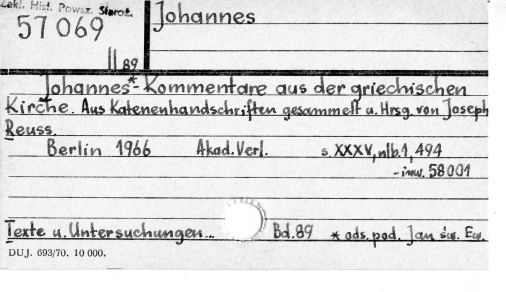 Zakl. Hist. Powsz. Staroż.
57069
II 89
Johannes
Johannes*-Kommentare aus der griechischen
Kirche. Aus Katenenhandschriften gesammelt u. Hrsg. von Joseph
Reuss.
Berlin 1966 Akad. Verl. s. XXXV, nlb.1, 494
- inw. 58001
Texte u. Untersuchungen... Bd. 89 * ods. pod. Jan św. Ew.
DUJ. 693/70. 10 000.